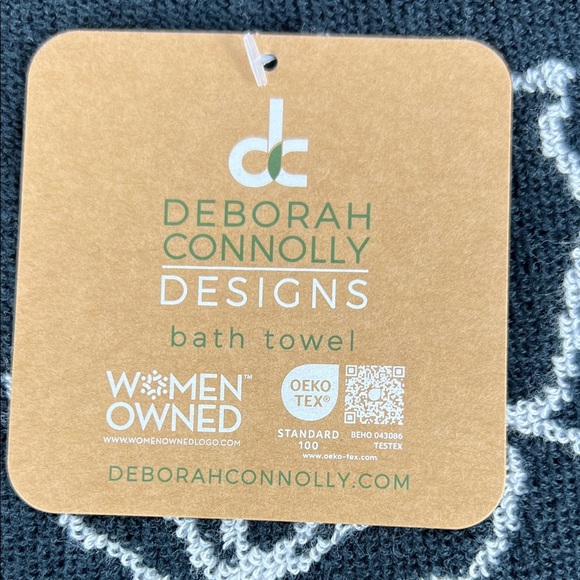 dc
DEBORAH
CONNOLLY
DESIGNS
bath towel
WOMEN™
OWNED
WWW.WOMENOWNEDLOGO.COM
OEKO
TEX®
STANDARD
100
BEHO 043086
TESTEX
www.oeko-tex.com
DEBORAHCONNOLLY.COM